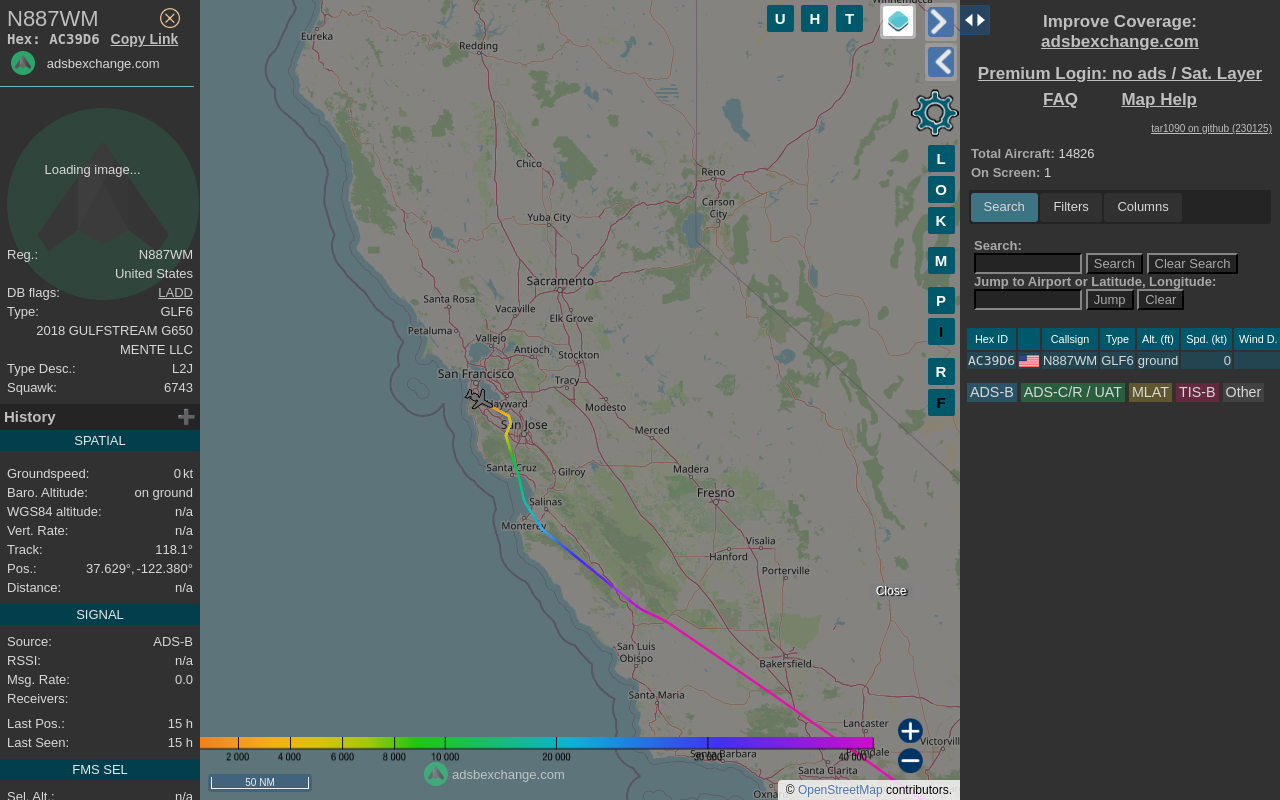 N887WM
Hex: AC39D6 Copy Link
adsbexchange.com
Loading image...
Reg.: N887WM
United States
DB flags: LADD
Type: GLF6
2018 GULFSTREAM G650
MENTE LLC
Type Desc.: L2J
Squawk: 6743
History
SPATIAL
Groundspeed: 0 kt
Baro. Altitude: on ground
WGS84 altitude: n/a
Vert. Rate: n/a
Track: 118.1°
Pos.: 37.629°, -122.380°
Distance: n/a
SIGNAL
Source: ADS-B
RSSI: n/a
Msg. Rate: 0.0
Receivers:
Last Pos.: 15 h
Last Seen: 15 h
FMS SEL
Sel. Alt.: n/a
Eureka
Redding
Winnemucca
Chico
Reno
Carson City
Yuba City
Sacramento
Santa Rosa
Vacaville
Elk Grove
Petaluma
Vallejo
Antioch
Stockton
San Francisco
Tracy
Hayward
Modesto
San Jose
Merced
Santa Cruz
Gilroy
Madera
Salinas
Fresno
Monterey
Visalia
Hanford
Porterville
San Luis Obispo
Bakersfield
Santa Maria
Lancaster
Santa Barbara
Palmdale
Victorvill
Santa Clarita
Oxna
U H T
L
O
K
M
P
I
R
F
Close
2 000 4 000 6 000 8 000 10 000 20 000 30 000 40 000+
50 NM
adsbexchange.com
© OpenStreetMap contributors.
Improve Coverage:
adsbexchange.com
Premium Login: no ads / Sat. Layer
FAQ Map Help
tar1090 on github (230125)
Total Aircraft: 14826
On Screen: 1
Search Filters Columns
Search:
Search Clear Search
Jump to Airport or Latitude, Longitude:
Jump Clear
Hex ID Callsign Type Alt. (ft) Spd. (kt) Wind D.
AC39D6 N887WM GLF6 ground 0
ADS-B ADS-C/R / UAT MLAT TIS-B Other